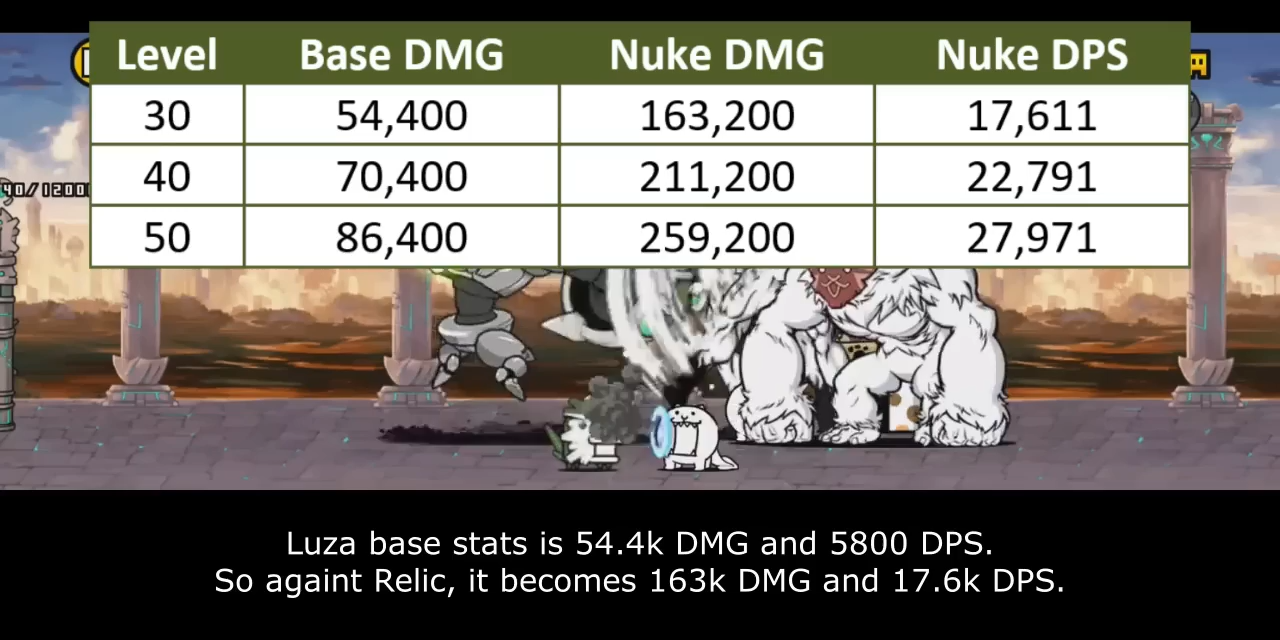 Level Base DMG Nuke DMG Nuke DPS
30 54,400 163,200 17,611
40 70,400 211,200 22,791
50 86,400 259,200 27,971
Luza base stats is 54.4k DMG and 5800 DPS.
So againt Relic, it becomes 163k DMG and 17.6k DPS.